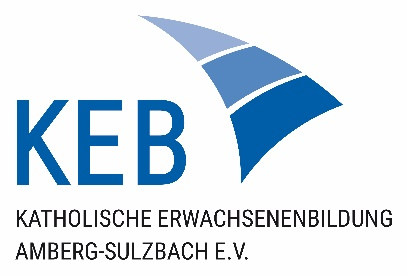 KEB
KATHOLISCHE ERWACHSENENBILDUNG
AMBERG-SULZBACH E.V.